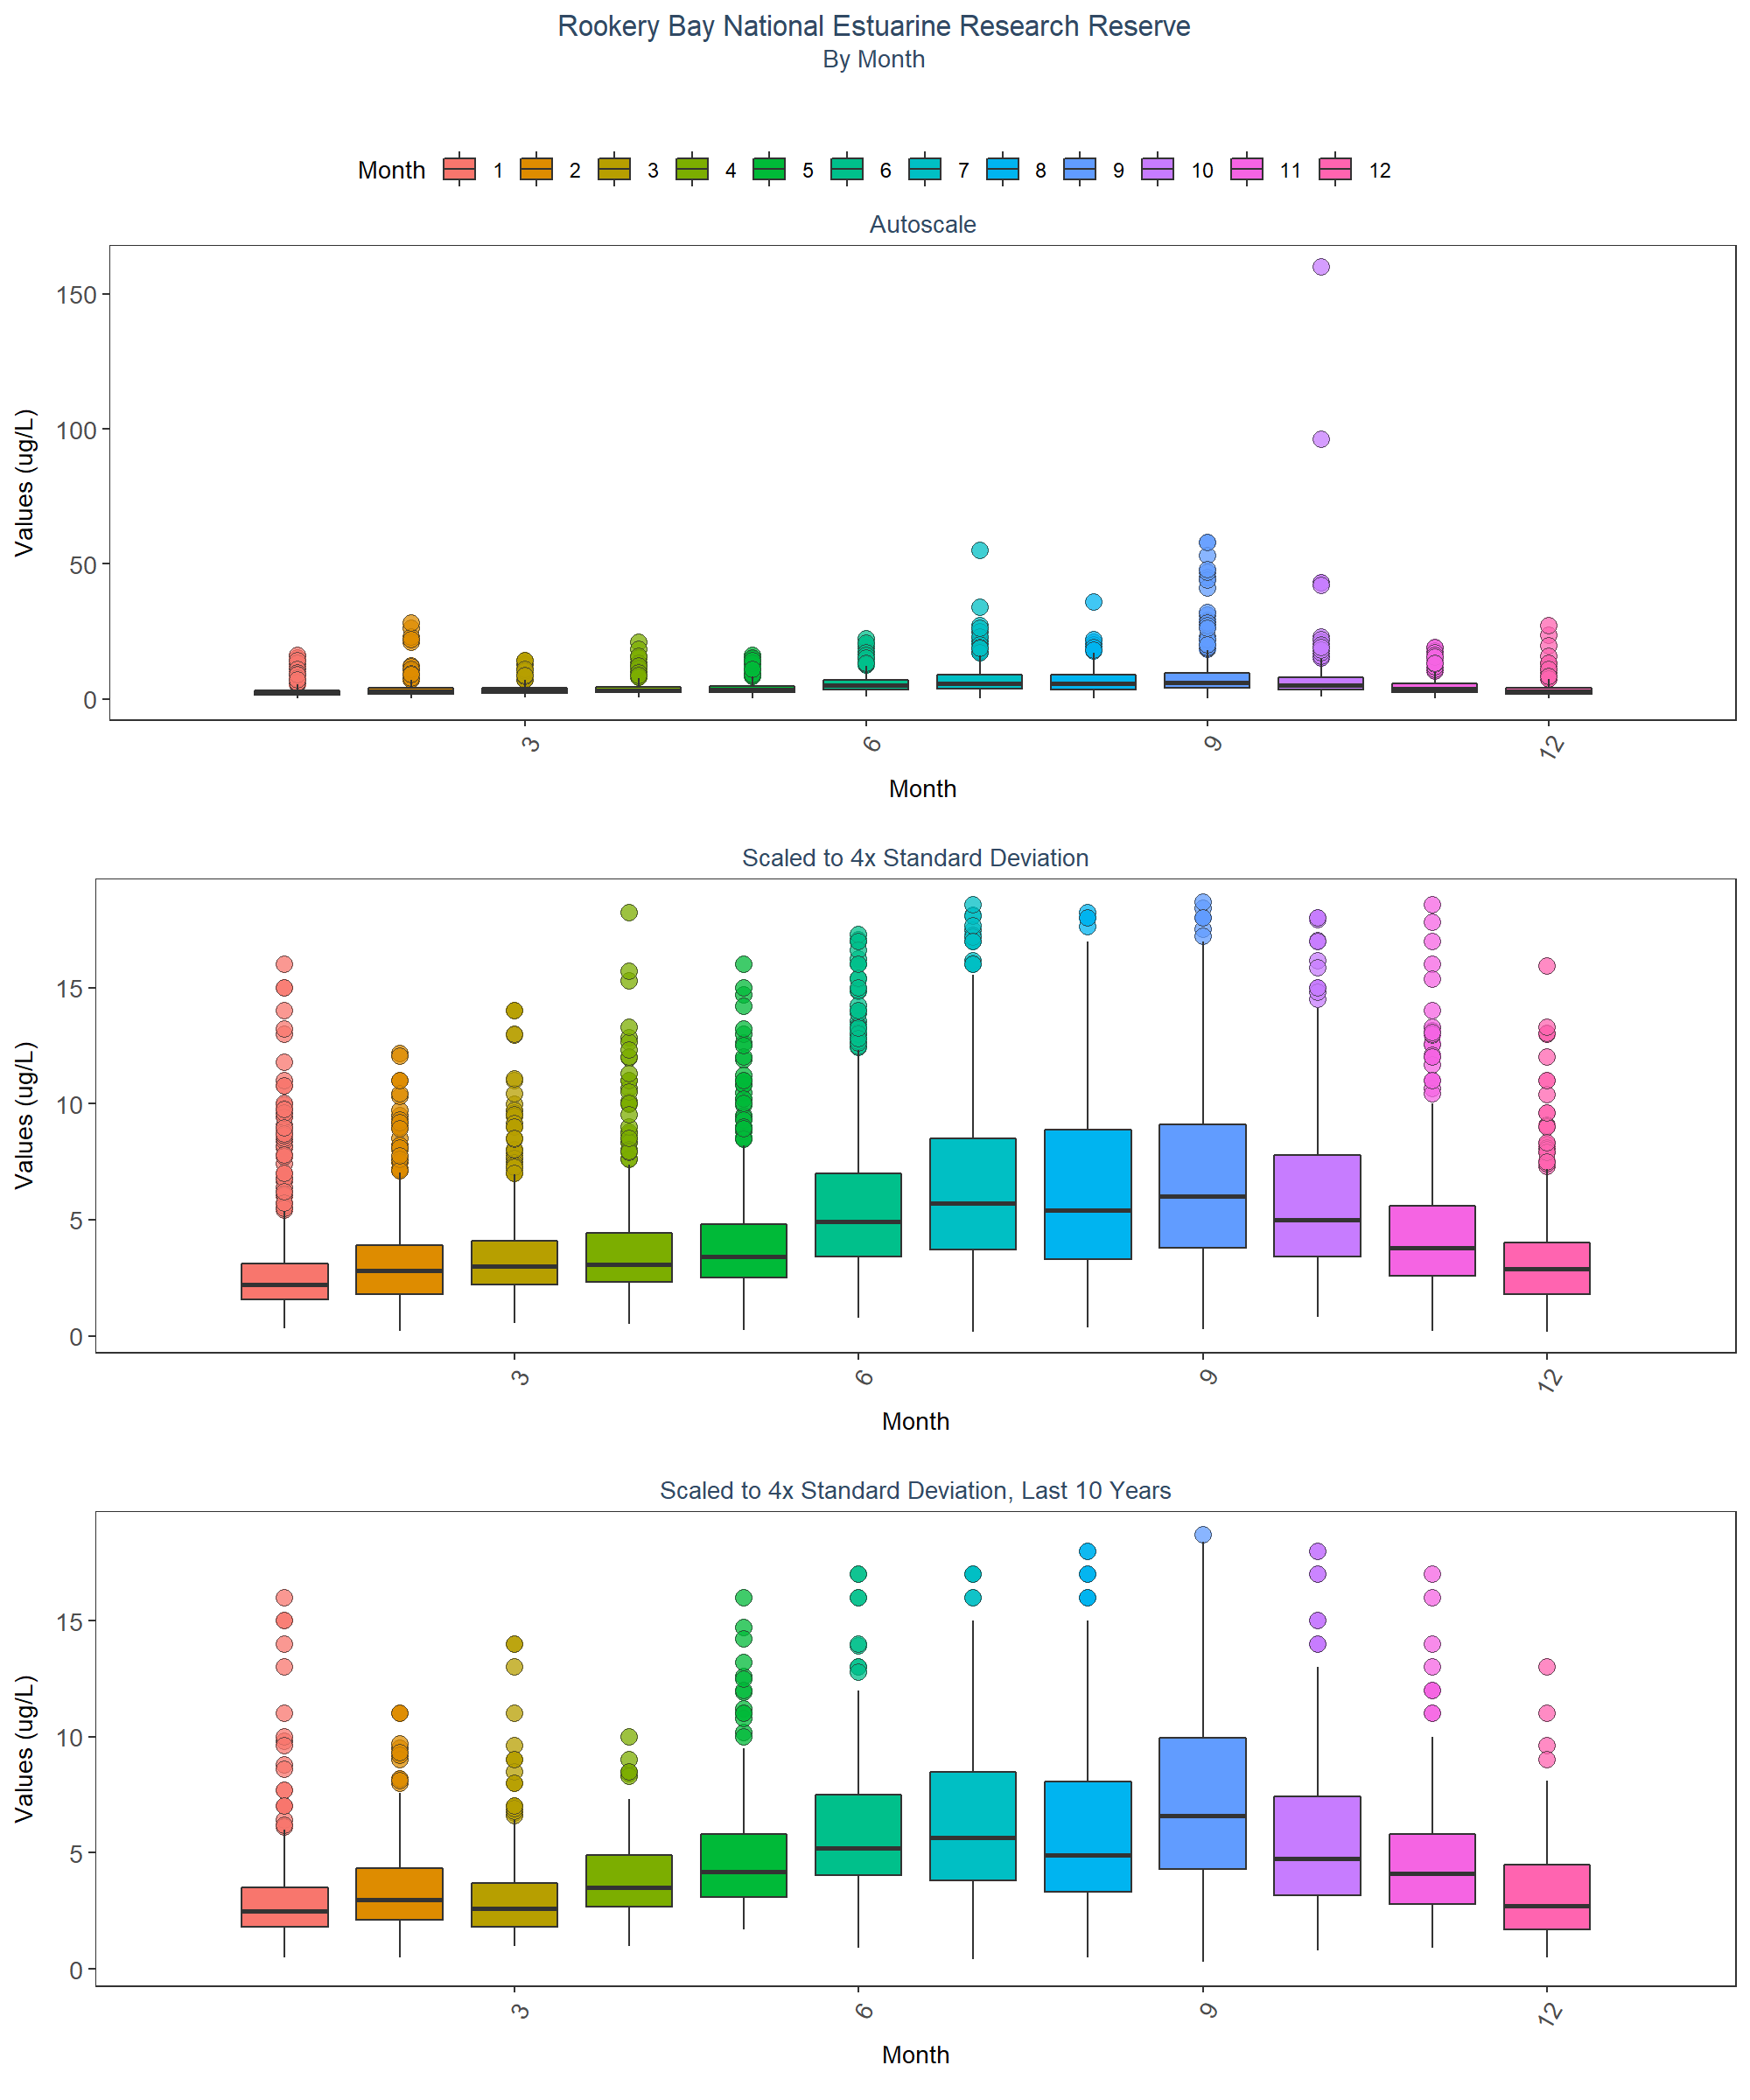 Rookery Bay National Estuarine Research Reserve
By Month
Month 1 2 3 4 5 6 7 8 9 10 11 12
Autoscale
Values (ug/L)
150
100
50
0
3 6 9 12
Month
Scaled to 4x Standard Deviation
Values (ug/L)
15
10
5
0
3 6 9 12
Month
Scaled to 4x Standard Deviation, Last 10 Years
Values (ug/L)
15
10
5
0
3 6 9 12
Month